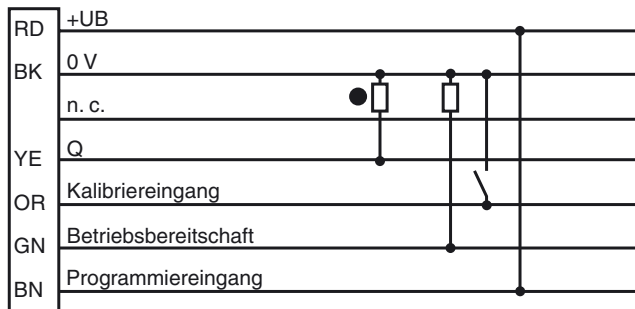 RD +UB
BK 0 V
n. c.
YE Q
OR Kalibriereingang
GN Betriebsbereitschaft
BN Programmiereingang